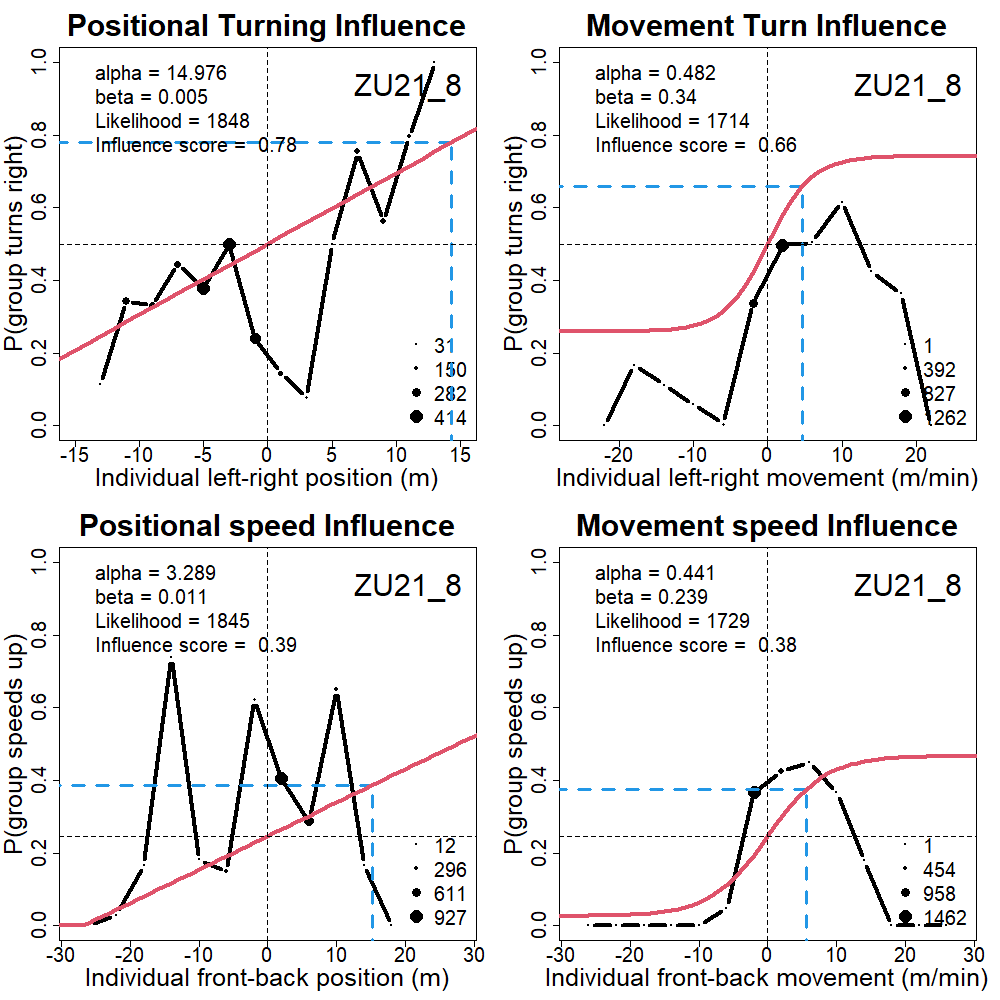 Positional Turning Influence
P(group turns right)
1.0
0.8
0.6
0.4
0.2
0.0
alpha = 14.976
beta = 0.005
Likelihood = 1848
Influence score =  0.78
ZU21_8
31
150
282
414
-15 -10 -5 0 5 10 15
Individual left-right position (m)
Movement Turn Influence
P(group turns right)
1.0
0.8
0.6
0.4
0.2
0.0
alpha = 0.482
beta = 0.34
Likelihood = 1714
Influence score =  0.66
ZU21_8
1
392
827
1262
-20 -10 0 10 20
Individual left-right movement (m/min)
Positional speed Influence
P(group speeds up)
1.0
0.8
0.6
0.4
0.2
0.0
alpha = 3.289
beta = 0.011
Likelihood = 1845
Influence score =  0.39
ZU21_8
12
296
611
927
-30 -20 -10 0 10 20 30
Individual front-back position (m)
Movement speed Influence
P(group speeds up)
1.0
0.8
0.6
0.4
0.2
0.0
alpha = 0.441
beta = 0.239
Likelihood = 1729
Influence score =  0.38
ZU21_8
1
454
958
1462
-30 -20 -10 0 10 20 30
Individual front-back movement (m/min)